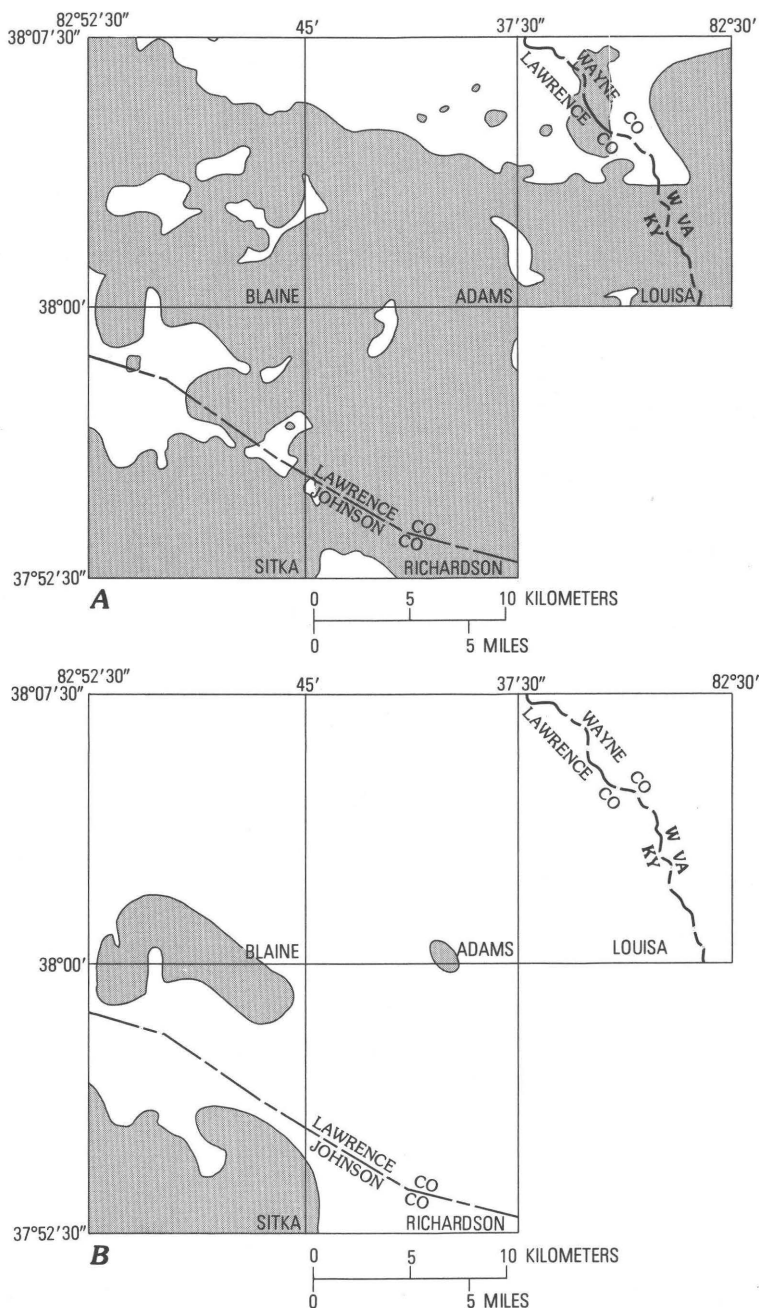 82°52'30" 45' 37'30" 82°30'
38°07'30"
WAYNE CO
LAWRENCE CO
W VA
KY
BLAINE ADAMS LOUISA
38°00'
LAWRENCE CO
JOHNSON CO
SITKA RICHARDSON
37°52'30"
A
0 5 10 KILOMETERS
0 5 MILES
82°52'30" 45' 37'30" 82°30'
38°07'30"
WAYNE CO
LAWRENCE CO
W VA
KY
BLAINE ADAMS LOUISA
38°00'
LAWRENCE CO
JOHNSON CO
SITKA RICHARDSON
37°52'30"
B
0 5 10 KILOMETERS
0 5 MILES